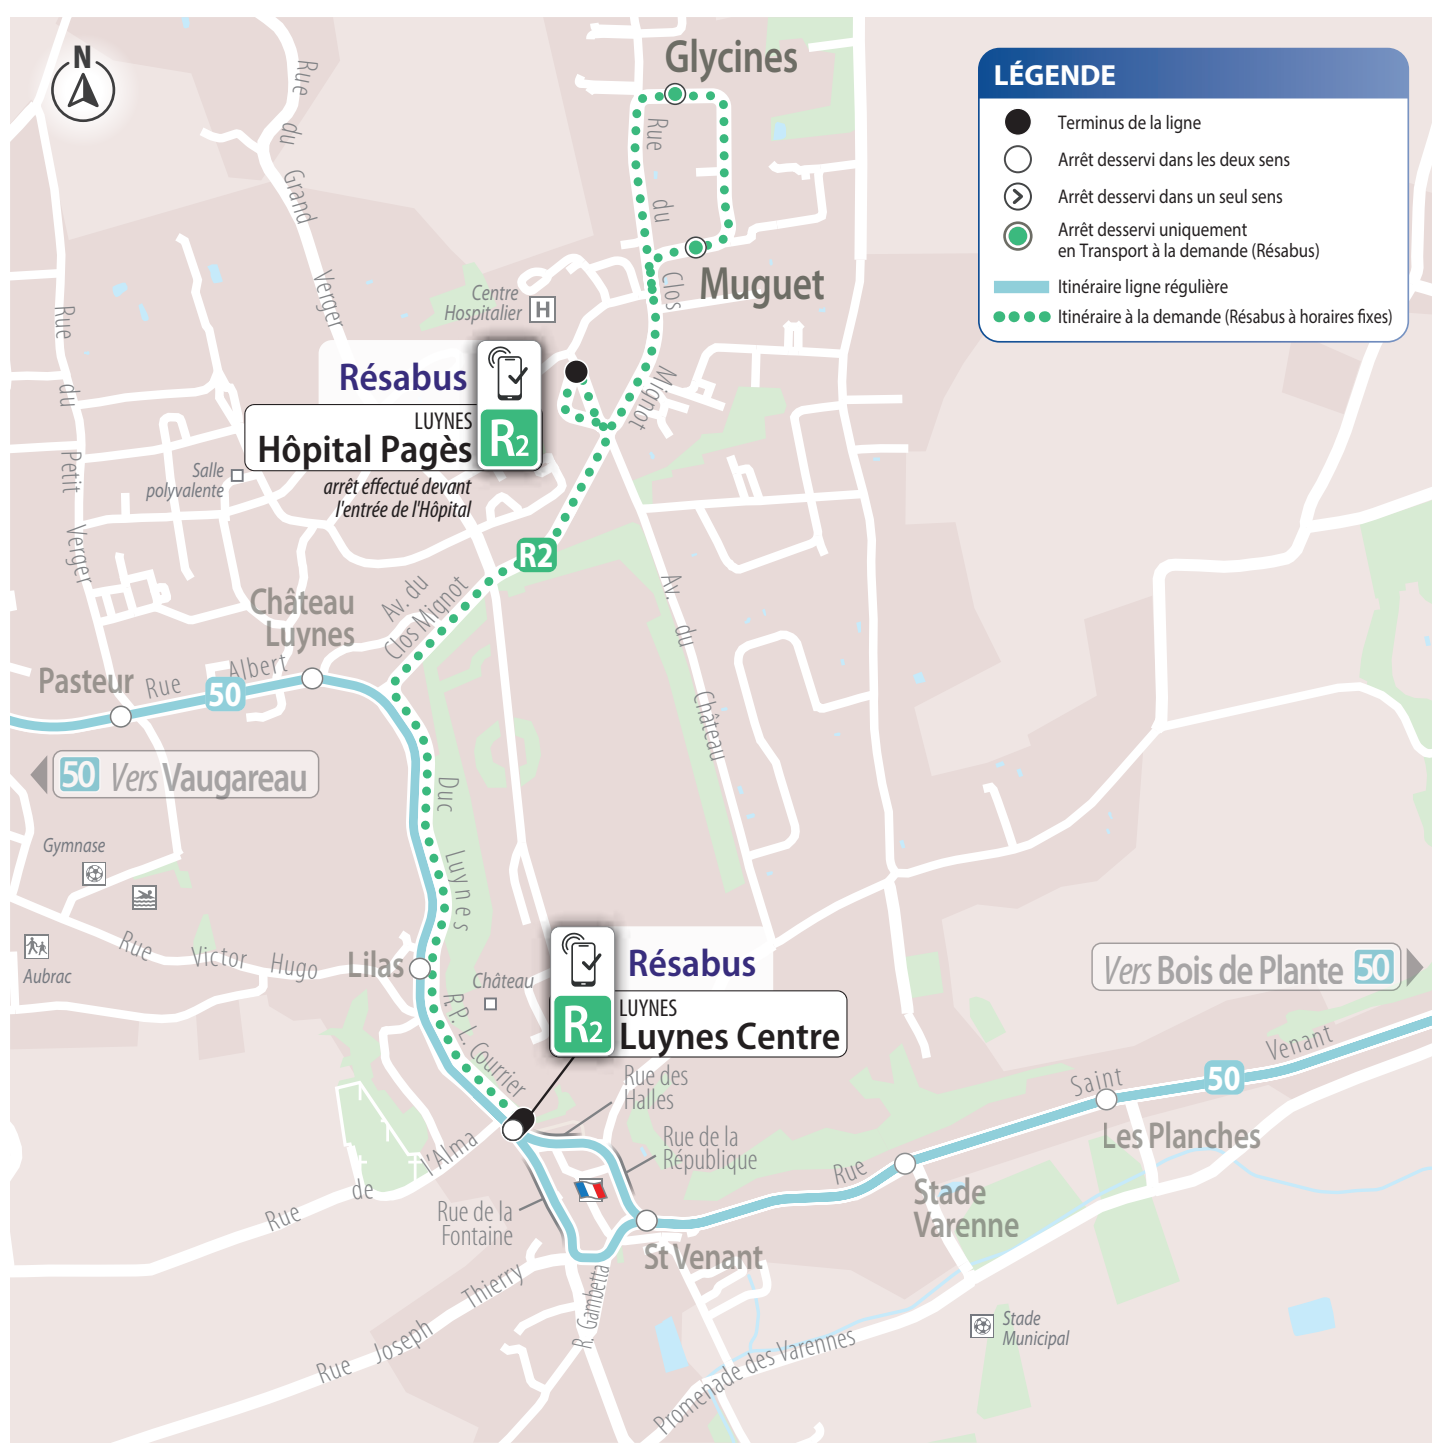 N
Glycines
LÉGENDE
Terminus de la ligne
Arrêt desservi dans les deux sens
Arrêt desservi dans un seul sens
Arrêt desservi uniquement
en Transport à la demande (Résabus)
Itinéraire ligne régulière
Itinéraire à la demande (Résabus à horaires fixes)
Rue du Grand Verger
Rue du Clos Mignot
Muguet
Centre
Hospitalier
H
Rue du Petit Verger
Résabus
LUYNES
Hôpital Pagès
R2
arrêt effectué devant
l'entrée de l'Hôpital
Salle
polyvalente
R2
Av. du
Clos Mignot
Av. du Château
Château
Luynes
Pasteur
Rue Albert
50
Duc Luynes
50 Vers Vaugareau
Gymnase
Aubrac
Rue Victor Hugo
Lilas
Château
R.P. L. Courrier
Résabus
LUYNES
Luynes Centre
R2
Vers Bois de Plante 50
Rue des
Halles
Rue de la
République
Rue Saint Venant
50
Les Planches
Stade
Varenne
Rue de l'Alma
Rue de la
Fontaine
St Venant
R. Gambetta
Rue Joseph Thierry
Promenade des Varennes
Stade
Municipal